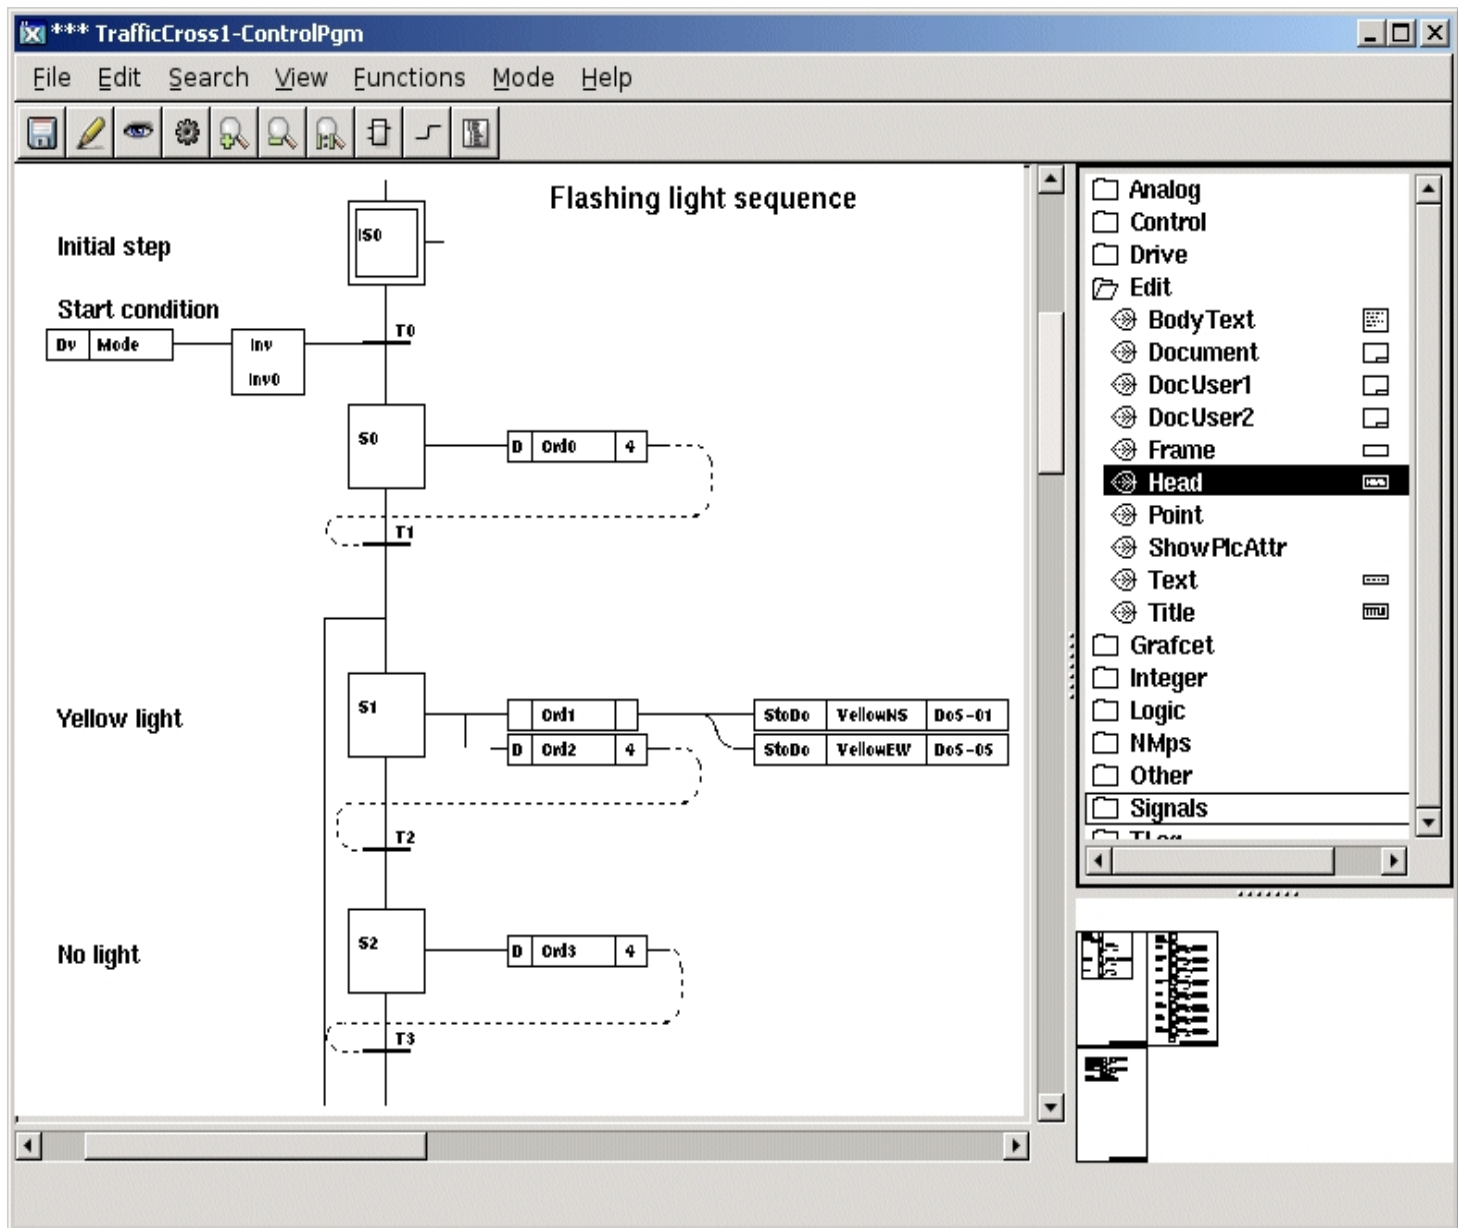 *** TrafficCross1-ControlPgm
File Edit Search View Functions Mode Help
Flashing light sequence
IS0
Initial step
Start condition
T0
Dv Mode
Inv
Inv0
S0
D Ord0 4
T1
Yellow light
S1
Ord1
StoDo YellowNS Do5-01
D Ord2 4
StoDo YellowEW Do5-05
T2
No light
S2
D Ord3 4
T3
Analog
Control
Drive
Edit
BodyText
Document
DocUser1
DocUser2
Frame
Head
Point
ShowPlcAttr
Text
Title
Grafcet
Integer
Logic
NMps
Other
Signals